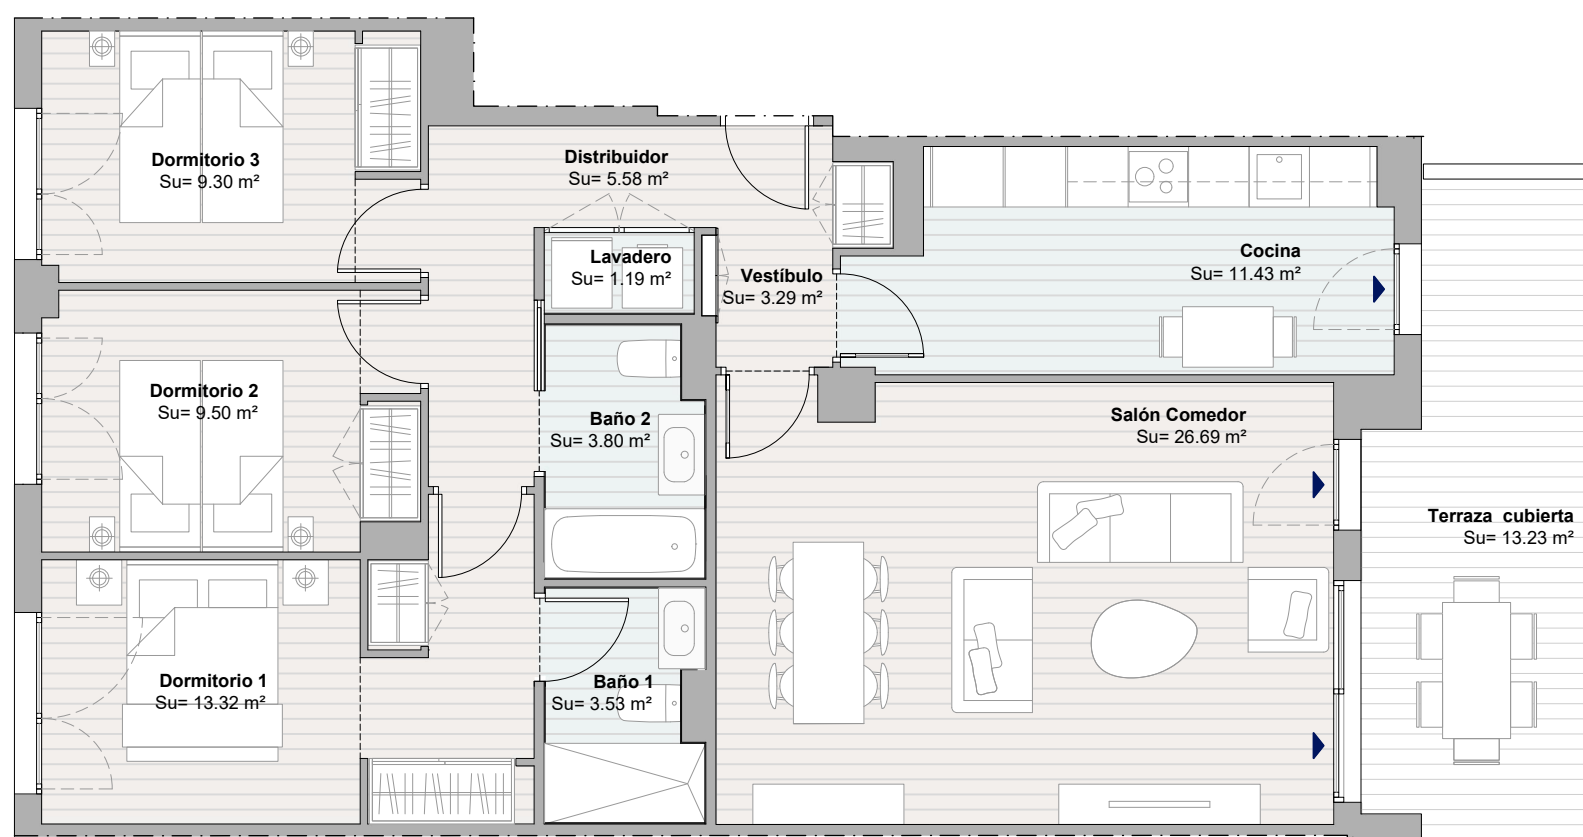 Dormitorio 3
Su= 9.30 m²
Distribuidor
Su= 5.58 m²
Lavadero
Su= 1.19 m²
Vestíbulo
Su= 3.29 m²
Cocina
Su= 11.43 m²
Dormitorio 2
Su= 9.50 m²
Baño 2
Su= 3.80 m²
Salón Comedor
Su= 26.69 m²
Terraza cubierta
Su= 13.23 m²
Dormitorio 1
Su= 13.32 m²
Baño 1
Su= 3.53 m²